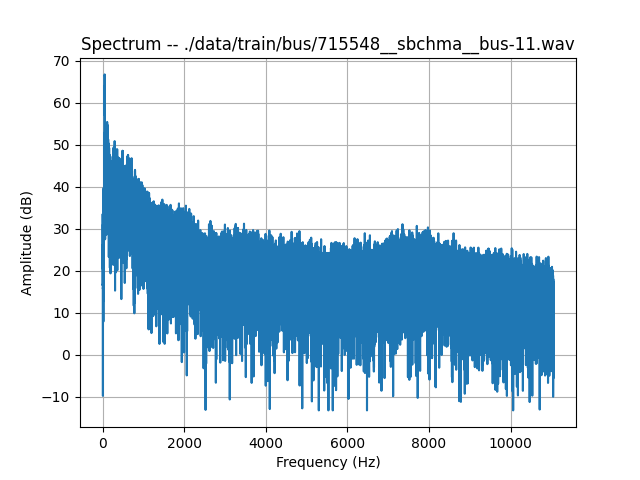 Spectrum -- ./data/train/bus/715548__sbchma__bus-11.wav
70
60
50
40
30
20
10
0
−10
Amplitude (dB)
0 2000 4000 6000 8000 10000
Frequency (Hz)